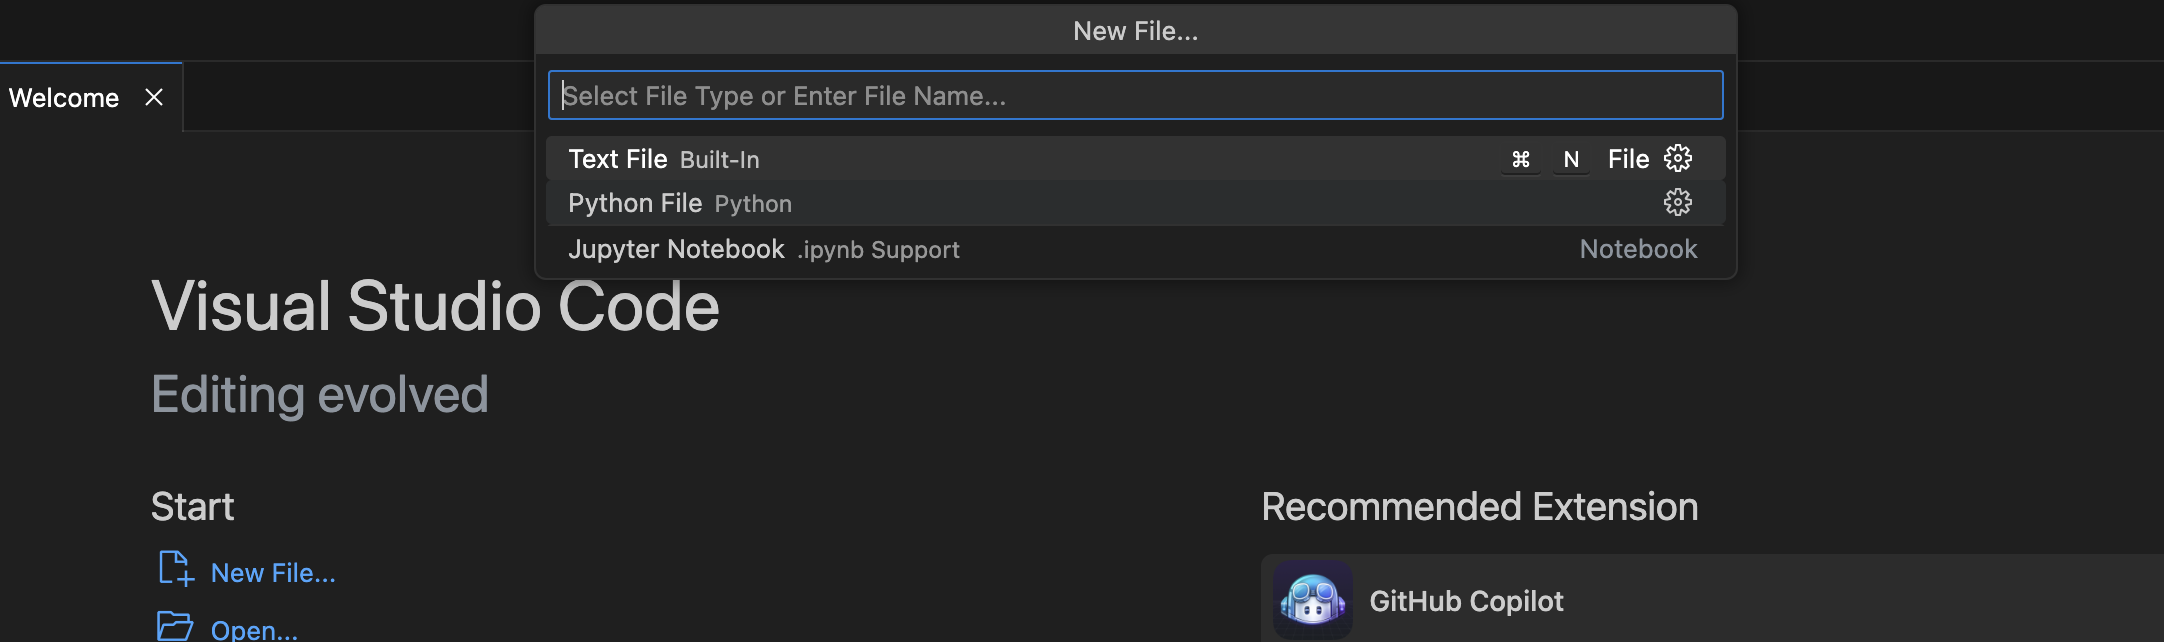 New File...
Welcome
Select File Type or Enter File Name...
Text File Built-In ⌘ N File
Python File Python
Jupyter Notebook .ipynb Support Notebook
Visual Studio Code
Editing evolved
Start
New File...
Open...
Recommended Extension
GitHub Copilot